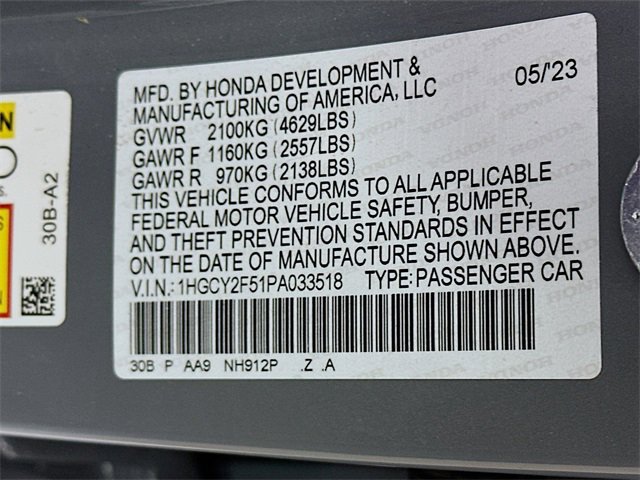 MFD. BY HONDA DEVELOPMENT & 05/'23
MANUFACTURING OF AMERICA, LLC
GVWR 2100KG (4629LBS)
GAWR F 1160KG (2557LBS)
GAWR R 970KG (2138LBS)
THIS VEHICLE CONFORMS TO ALL APPLICABLE
FEDERAL MOTOR VEHICLE SAFETY, BUMPER,
AND THEFT PREVENTION STANDARDS IN EFFECT
ON THE DATE OF MANUFACTURE SHOWN ABOVE.
V.I.N.: 1HGCY2F51PA033518 TYPE: PASSENGER CAR
30B P AA9 NH912P .Z .A
30B-A2